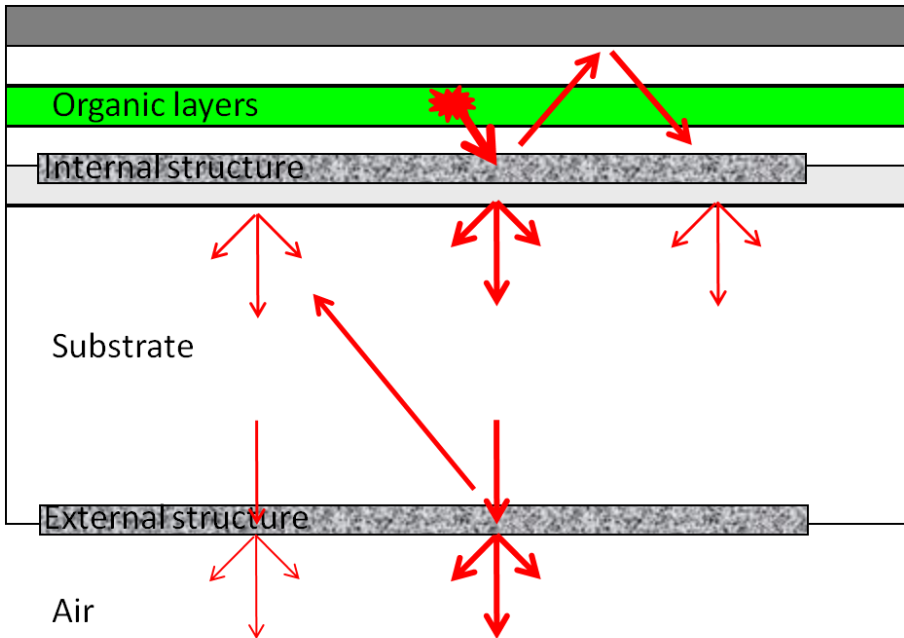 Organic layers
Internal structure
Substrate
External structure
Air